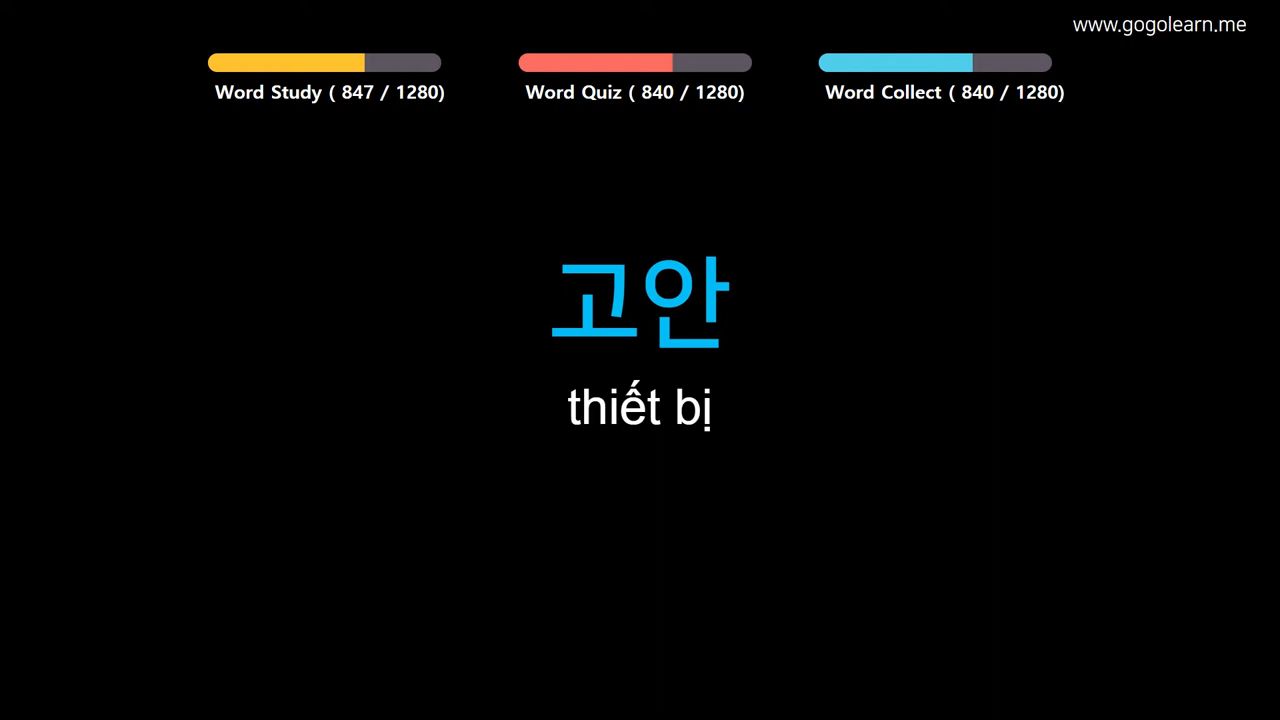 www.gogolearn.me
Word Study ( 847 / 1280)
Word Quiz ( 840 / 1280)
Word Collect ( 840 / 1280)
고안
thiết bị